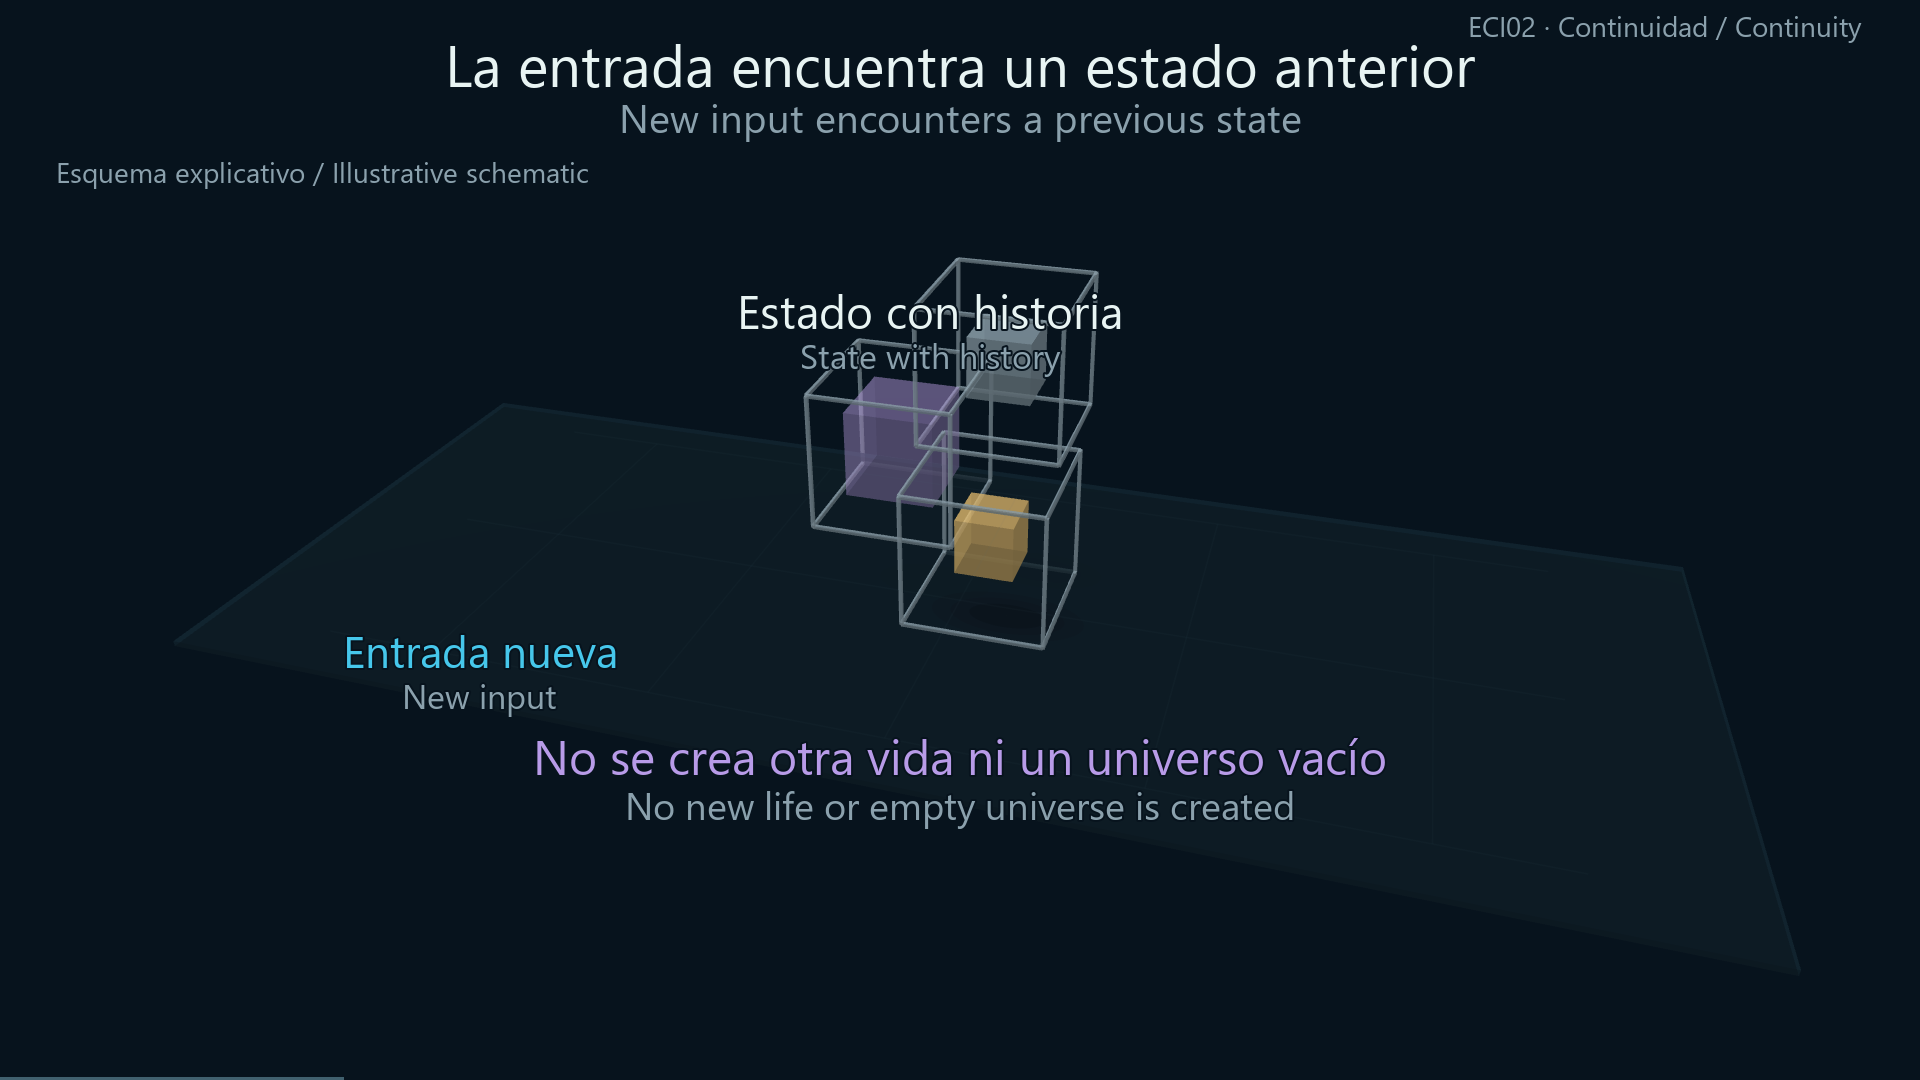 ECI02 · Continuidad / Continuity
La entrada encuentra un estado anterior
New input encounters a previous state
Esquema explicativo / Illustrative schematic
Estado con historia
State with history
Entrada nueva
New input
No se crea otra vida ni un universo vacío
No new life or empty universe is created